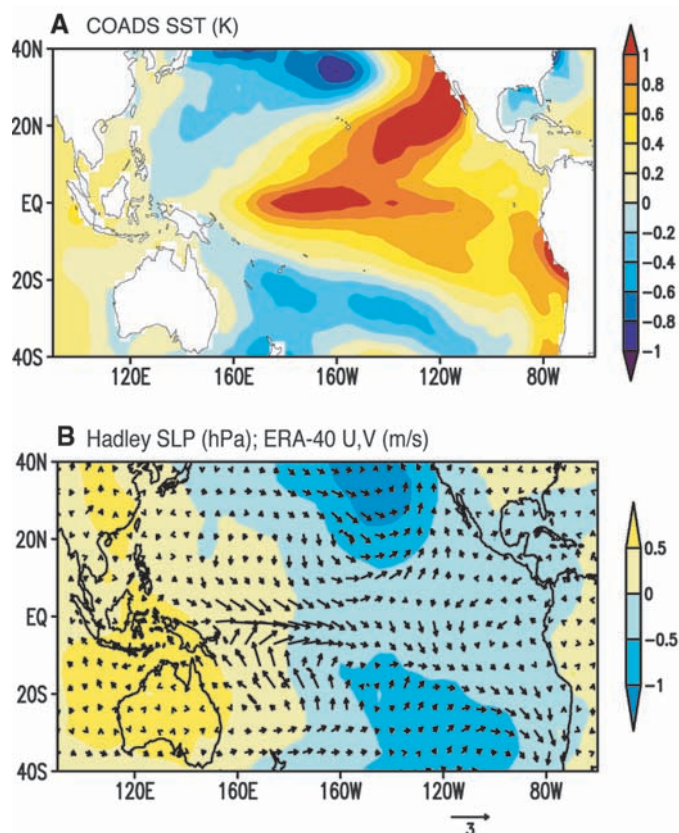 A COADS SST (K)
40N
20N
EQ
20S
40S
120E 160E 160W 120W 80W
1
0.8
0.6
0.4
0.2
0
-0.2
-0.4
-0.6
-0.8
-1
B Hadley SLP (hPa); ERA-40 U,V (m/s)
40N
20N
EQ
20S
40S
120E 160E 160W 120W 80W
0.5
0
-0.5
-1
3